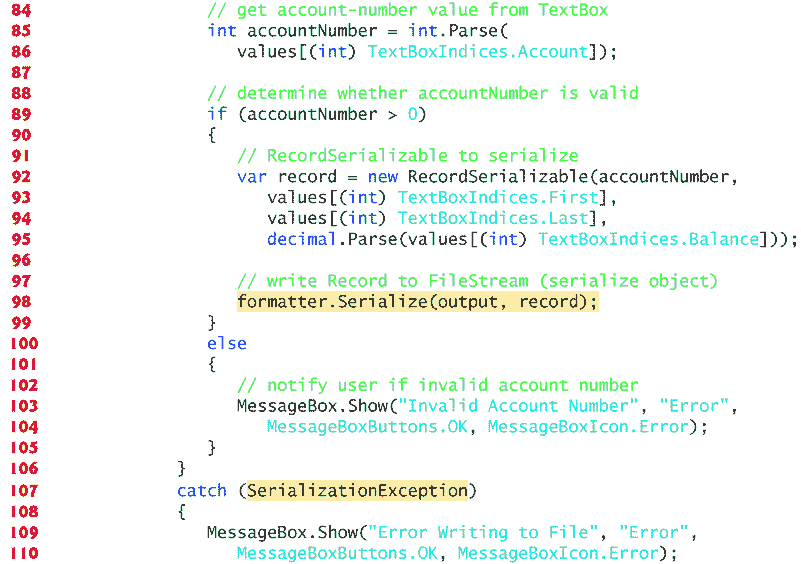 84 // get account-number value from TextBox
85 int accountNumber = int.Parse(
86 values[(int) TextBoxIndices.Account]);
87
88 // determine whether accountNumber is valid
89 if (accountNumber > 0)
90 {
91 // RecordSerializable to serialize
92 var record = new RecordSerializable(accountNumber,
93 values[(int) TextBoxIndices.First],
94 values[(int) TextBoxIndices.Last],
95 decimal.Parse(values[(int) TextBoxIndices.Balance]));
96
97 // write Record to FileStream (serialize object)
98 formatter.Serialize(output, record);
99 }
100 else
101 {
102 // notify user if invalid account number
103 MessageBox.Show("Invalid Account Number", "Error",
104 MessageBoxButtons.OK, MessageBoxIcon.Error);
105 }
106 }
107 catch (SerializationException)
108 {
109 MessageBox.Show("Error Writing to File", "Error",
110 MessageBoxButtons.OK, MessageBoxIcon.Error);